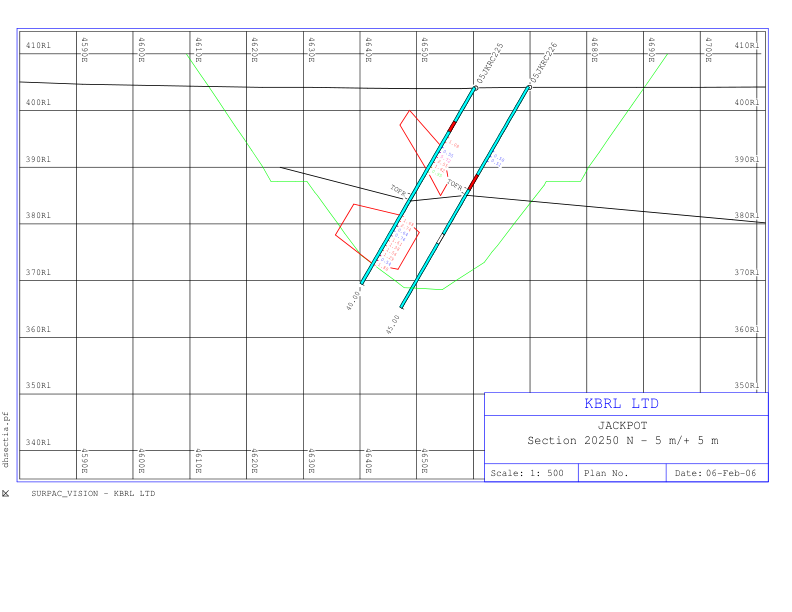 4590E 4600E 4610E 4620E 4630E 4640E 4650E 05JKRC225 05JKRC226 4680E 4690E 4700E
410Rl 410Rl
400Rl 400Rl
390Rl 390Rl
TOFR TOFR
380Rl 380Rl
370Rl 370Rl
40.00
45.00
360Rl 360Rl
350Rl 350Rl
KBRL LTD
JACKPOT
Section 20250 N - 5 m/+ 5 m
340Rl
4590E 4600E 4610E 4620E 4630E 4640E 4650E
Scale: 1: 500 Plan No. Date: 06-Feb-06
dhsectia.pf
SURPAC_VISION - KBRL LTD